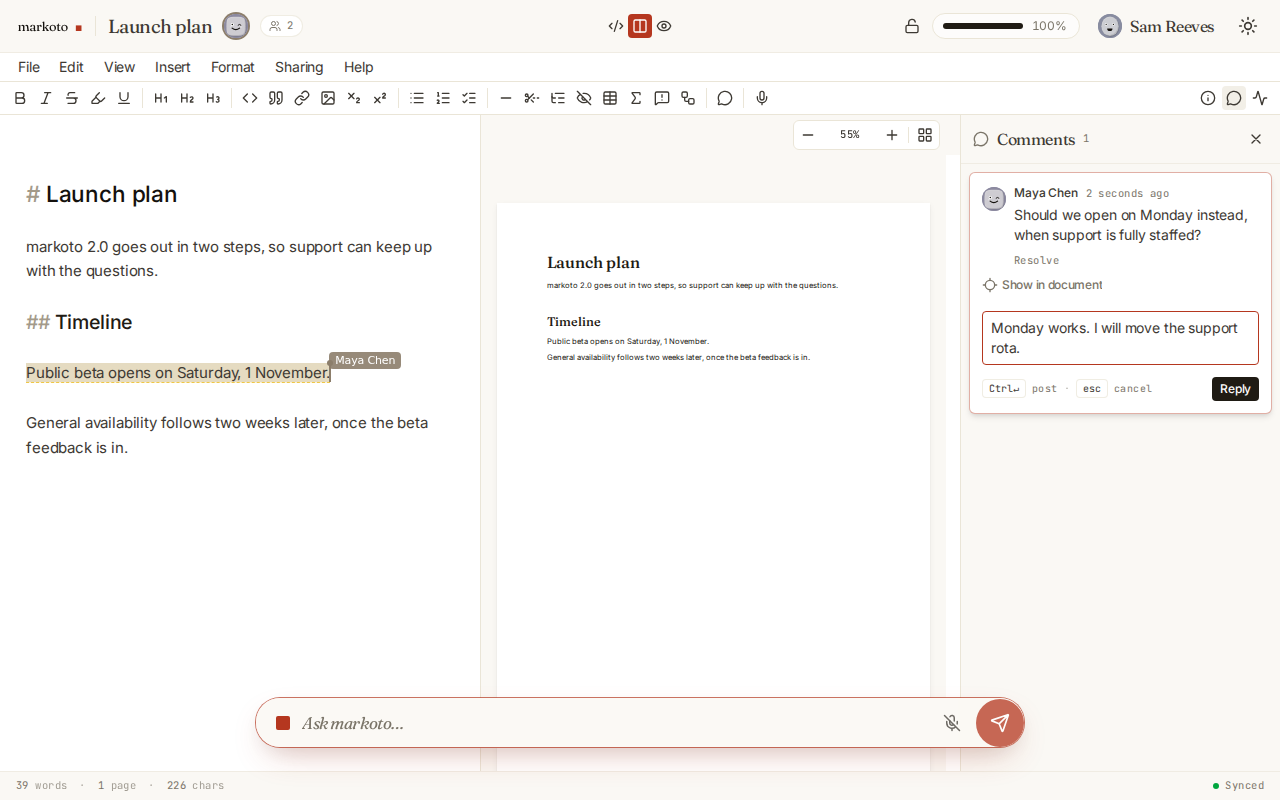 markoto
Launch plan
2
100%
Sam Reeves
File Edit View Insert Format Sharing Help
H1 H2 H3
X2 X2
55%
Comments 1
# Launch plan
markoto 2.0 goes out in two steps, so support can keep up
with the questions.
## Timeline
Maya Chen
Public beta opens on Saturday, 1 November.
General availability follows two weeks later, once the beta
feedback is in.
Launch plan
markoto 2.0 goes out in two steps, so support can keep up with the questions.
Timeline
Public beta opens on Saturday, 1 November.
General availability follows two weeks later, once the beta feedback is in.
Maya Chen 2 seconds ago
Should we open on Monday instead,
when support is fully staffed?
Resolve
Show in document
Monday works. I will move the support
rota.
Ctrl↵ post · esc cancel
Reply
Ask markoto...
39 words · 1 page · 226 chars
Synced